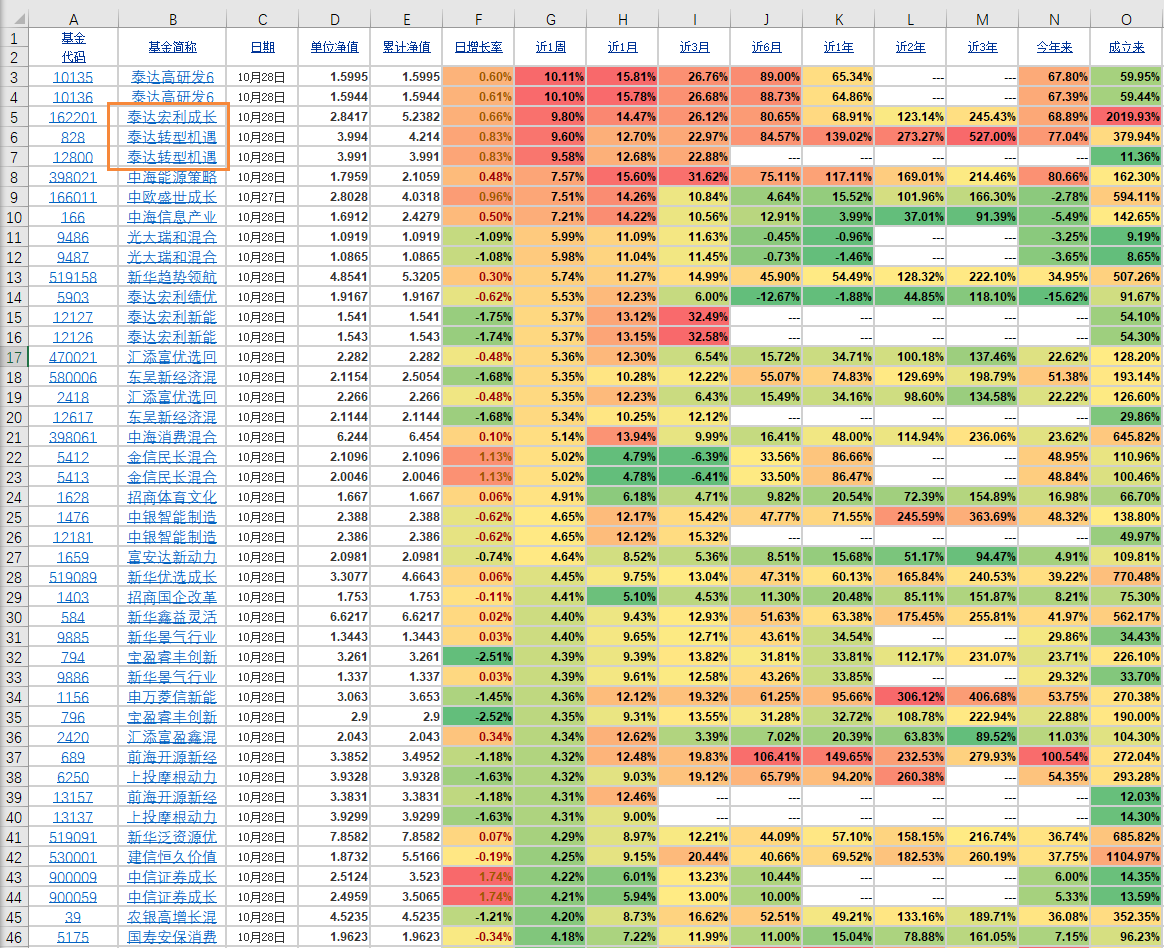 A B C D E F G H I J K L M N O
1 基金 基金简称 日期 单位净值 累计净值 日增长率 近1周 近1月 近3月 近6月 近1年 近2年 近3年 今年来 成立来
2 代码
3 10135 泰达高研发6 10月28日 1.5995 1.5995 0.60% 10.11% 15.81% 26.76% 89.00% 65.34% --- --- 67.80% 59.95%
4 10136 泰达高研发6 10月28日 1.5944 1.5944 0.61% 10.10% 15.78% 26.68% 88.73% 64.86% --- --- 67.39% 59.44%
5 162201 泰达宏利成长 10月28日 2.8417 5.2382 0.66% 9.80% 14.47% 26.12% 80.65% 68.91% 123.14% 245.43% 68.89% 2019.93%
6 828 泰达转型机遇 10月28日 3.994 4.214 0.83% 9.60% 12.70% 22.97% 84.57% 139.02% 273.27% 527.00% 77.04% 379.94%
7 12800 泰达转型机遇 10月28日 3.991 3.991 0.83% 9.58% 12.68% 22.88% --- --- --- --- --- 11.36%
8 398021 中海能源策略 10月28日 1.7959 2.1059 0.48% 7.57% 15.60% 31.62% 75.11% 117.11% 169.01% 214.46% 80.66% 162.30%
9 166011 中欧盛世成长 10月27日 2.8028 4.0318 0.96% 7.51% 14.26% 10.84% 4.64% 15.52% 101.96% 166.30% -2.78% 594.11%
10 166 中海信息产业 10月28日 1.6912 2.4279 0.50% 7.21% 14.22% 10.56% 12.91% 3.99% 37.01% 91.39% -5.49% 142.65%
11 9486 光大瑞和混合 10月28日 1.0919 1.0919 -1.09% 5.99% 11.09% 11.63% -0.45% -0.96% --- --- -3.25% 9.19%
12 9487 光大瑞和混合 10月28日 1.0865 1.0865 -1.08% 5.98% 11.04% 11.45% -0.73% -1.46% --- --- -3.65% 8.65%
13 519158 新华趋势领航 10月28日 4.8541 5.3205 0.30% 5.74% 11.27% 14.99% 45.90% 54.49% 128.32% 222.10% 34.95% 507.26%
14 5903 泰达宏利绩优 10月28日 1.9167 1.9167 -0.62% 5.53% 12.23% 6.00% -12.67% -1.88% 44.85% 118.10% -15.62% 91.67%
15 12127 泰达宏利新能 10月28日 1.541 1.541 -1.75% 5.37% 13.12% 32.49% --- --- --- --- --- 54.10%
16 12126 泰达宏利新能 10月28日 1.543 1.543 -1.74% 5.37% 13.15% 32.58% --- --- --- --- --- 54.30%
17 470021 汇添富优选回 10月28日 2.282 2.282 -0.48% 5.36% 12.30% 6.54% 15.72% 34.71% 100.18% 137.46% 22.62% 128.20%
18 580006 东吴新经济混 10月28日 2.1154 2.5054 -1.68% 5.35% 10.28% 12.22% 55.07% 74.83% 129.69% 198.79% 51.38% 193.14%
19 2418 汇添富优选回 10月28日 2.266 2.266 -0.48% 5.35% 12.23% 6.43% 15.49% 34.16% 98.60% 134.58% 22.22% 126.60%
20 12617 东吴新经济混 10月28日 2.1144 2.1144 -1.68% 5.34% 10.25% 12.12% --- --- --- --- --- 29.86%
21 398061 中海消费混合 10月28日 6.244 6.454 0.10% 5.14% 13.94% 9.99% 16.41% 48.00% 114.94% 236.06% 23.62% 645.82%
22 5412 金信民长混合 10月28日 2.1096 2.1096 1.13% 5.02% 4.79% -6.39% 33.56% 86.66% --- --- 48.95% 110.96%
23 5413 金信民长混合 10月28日 2.0046 2.0046 1.13% 5.02% 4.78% -6.41% 33.50% 86.47% --- --- 48.84% 100.46%
24 1628 招商体育文化 10月28日 1.667 1.667 0.06% 4.91% 6.18% 4.71% 9.82% 20.54% 72.39% 154.89% 16.98% 66.70%
25 1476 中银智能制造 10月28日 2.388 2.388 -0.62% 4.65% 12.17% 15.42% 47.77% 71.55% 245.59% 363.69% 48.32% 138.80%
26 12181 中银智能制造 10月28日 2.386 2.386 -0.62% 4.65% 12.12% 15.32% --- --- --- --- --- 49.97%
27 1659 富安达新动力 10月28日 2.0981 2.0981 -0.74% 4.64% 8.52% 5.36% 8.51% 15.68% 51.17% 94.47% 4.91% 109.81%
28 519089 新华优选成长 10月28日 3.3077 4.6643 0.06% 4.45% 9.75% 13.04% 47.31% 60.13% 165.84% 240.53% 39.22% 770.48%
29 1403 招商国企改革 10月28日 1.753 1.753 -0.11% 4.41% 5.10% 4.53% 11.30% 20.48% 85.11% 151.87% 8.21% 75.30%
30 584 新华鑫益灵活 10月28日 6.6217 6.6217 0.02% 4.40% 9.43% 12.93% 51.63% 63.38% 175.45% 255.81% 41.97% 562.17%
31 9885 新华景气行业 10月28日 1.3443 1.3443 0.03% 4.40% 9.65% 12.71% 43.61% 34.54% --- --- 29.86% 34.43%
32 794 宝盈睿丰创新 10月28日 3.261 3.261 -2.51% 4.39% 9.39% 13.82% 31.81% 33.81% 112.17% 231.07% 23.71% 226.10%
33 9886 新华景气行业 10月28日 1.337 1.337 0.03% 4.39% 9.61% 12.58% 43.26% 33.85% --- --- 29.32% 33.70%
34 1156 申万菱信新能 10月28日 3.063 3.653 -1.45% 4.36% 12.12% 19.32% 61.25% 95.66% 306.12% 406.68% 53.75% 270.38%
35 796 宝盈睿丰创新 10月28日 2.9 2.9 -2.52% 4.35% 9.31% 13.55% 31.28% 32.72% 108.78% 222.94% 22.88% 190.00%
36 2420 汇添富盈鑫混 10月28日 2.043 2.043 0.34% 4.34% 12.62% 3.39% 7.02% 20.39% 63.83% 89.52% 11.03% 104.30%
37 689 前海开源新经 10月28日 3.3852 3.4952 -1.18% 4.32% 12.48% 19.83% 106.41% 149.65% 232.53% 279.93% 100.54% 272.04%
38 6250 上投摩根动力 10月28日 3.9328 3.9328 -1.63% 4.32% 9.03% 19.12% 65.79% 94.20% 260.38% --- 54.35% 293.28%
39 13157 前海开源新经 10月28日 3.3831 3.3831 -1.18% 4.31% 12.46% --- --- --- --- --- --- 12.03%
40 13137 上投摩根动力 10月28日 3.9299 3.9299 -1.63% 4.31% 9.00% --- --- --- --- --- --- 14.30%
41 519091 新华泛资源优 10月28日 7.8582 7.8582 0.07% 4.29% 8.97% 12.21% 44.09% 57.10% 158.15% 216.74% 36.74% 685.82%
42 530001 建信恒久价值 10月28日 1.8732 5.5166 -0.19% 4.25% 9.15% 20.44% 40.66% 69.52% 182.53% 260.19% 37.75% 1104.97%
43 900009 中信证券成长 10月28日 2.5124 3.523 1.74% 4.22% 6.01% 13.23% 10.44% --- --- --- 6.00% 14.35%
44 900059 中信证券成长 10月28日 2.4959 3.5065 1.74% 4.21% 5.94% 13.00% 10.00% --- --- --- 5.33% 13.59%
45 39 农银高增长混 10月28日 4.5235 4.5235 -1.21% 4.20% 8.73% 16.62% 52.51% 49.21% 133.16% 189.71% 36.08% 352.35%
46 5175 国寿安保消费 10月28日 1.9623 1.9623 -0.34% 4.18% 7.22% 11.99% 11.00% 15.04% 78.88% 161.05% 7.15% 96.23%